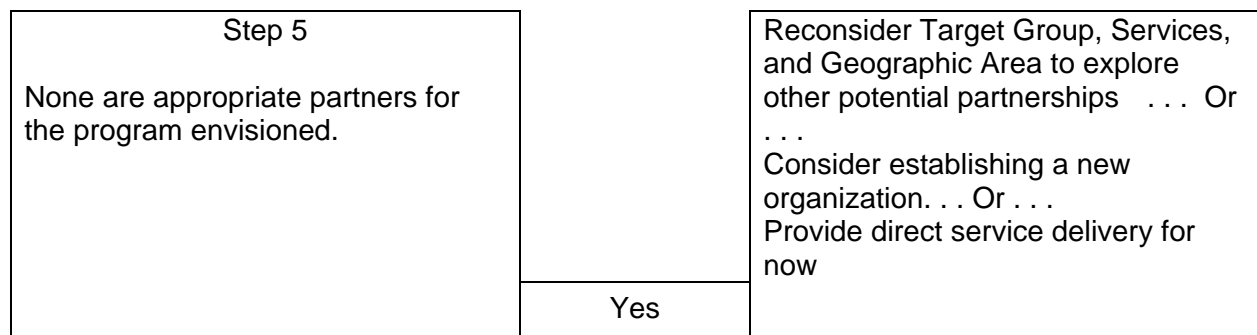 Step 5
None are appropriate partners for
the program envisioned.
Yes
Reconsider Target Group, Services,
and Geographic Area to explore
other potential partnerships . . . Or
. . .
Consider establishing a new
organization. . . Or . . .
Provide direct service delivery for
now